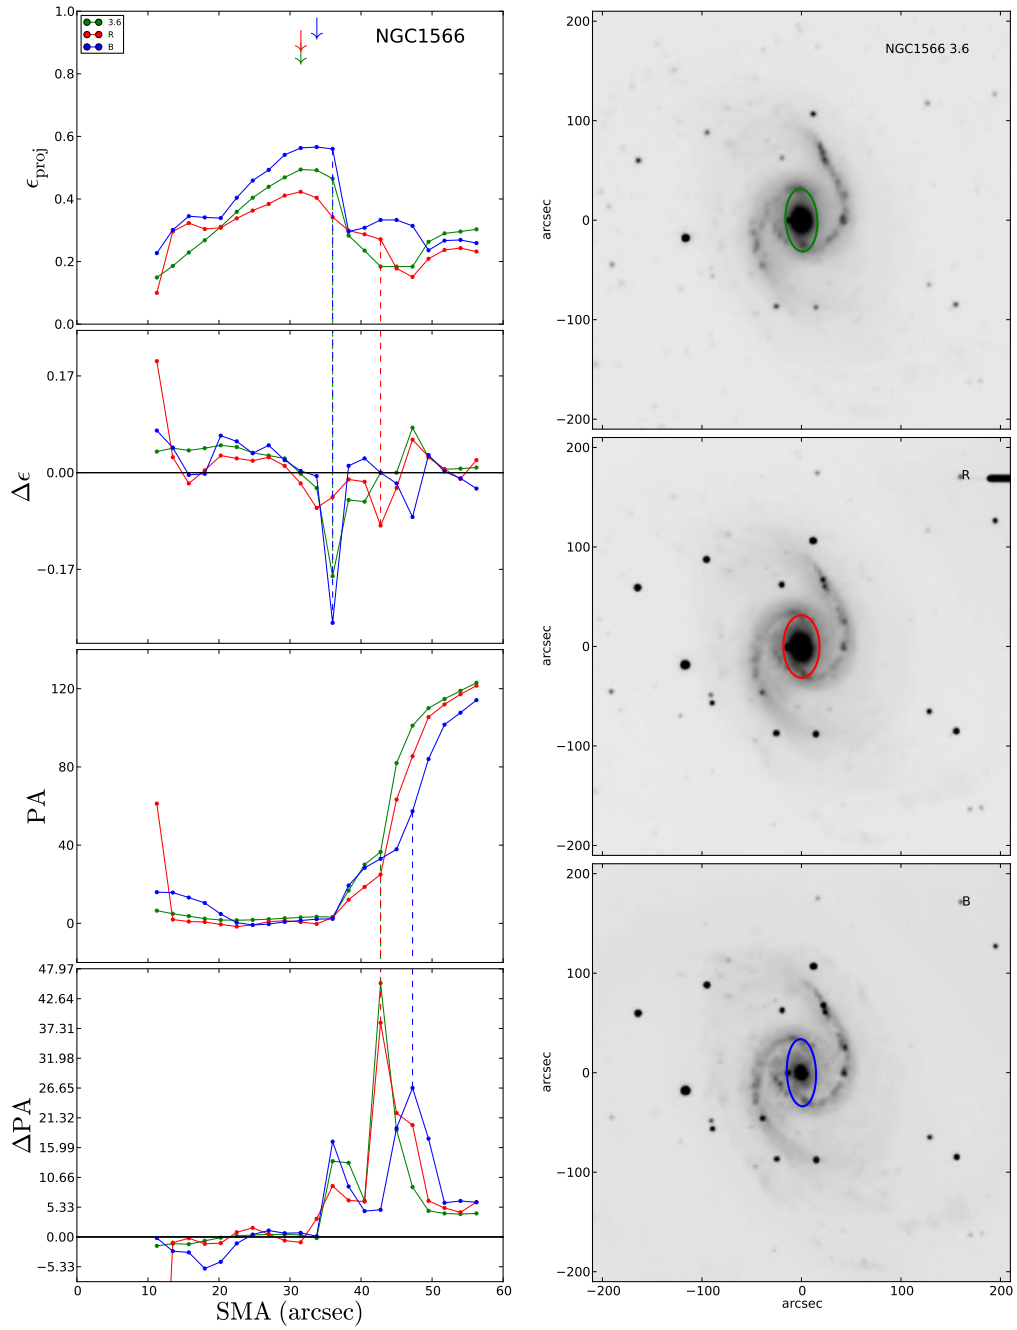 3.6
R
B
NGC1566
1.0
0.8
0.6
0.4
0.2
0.0
ϵproj
0.17
0.00
−0.17
Δϵ
120
80
40
0
PA
47.97
42.64
37.31
31.98
26.65
21.32
15.99
10.66
5.33
0.00
−5.33
ΔPA
0 10 20 30 40 50 60
SMA (arcsec)
NGC1566 3.6
200
100
0
−100
−200
arcsec
R
200
100
0
−100
−200
arcsec
B
200
100
0
−100
−200
arcsec
−200 −100 0 100 200
arcsec